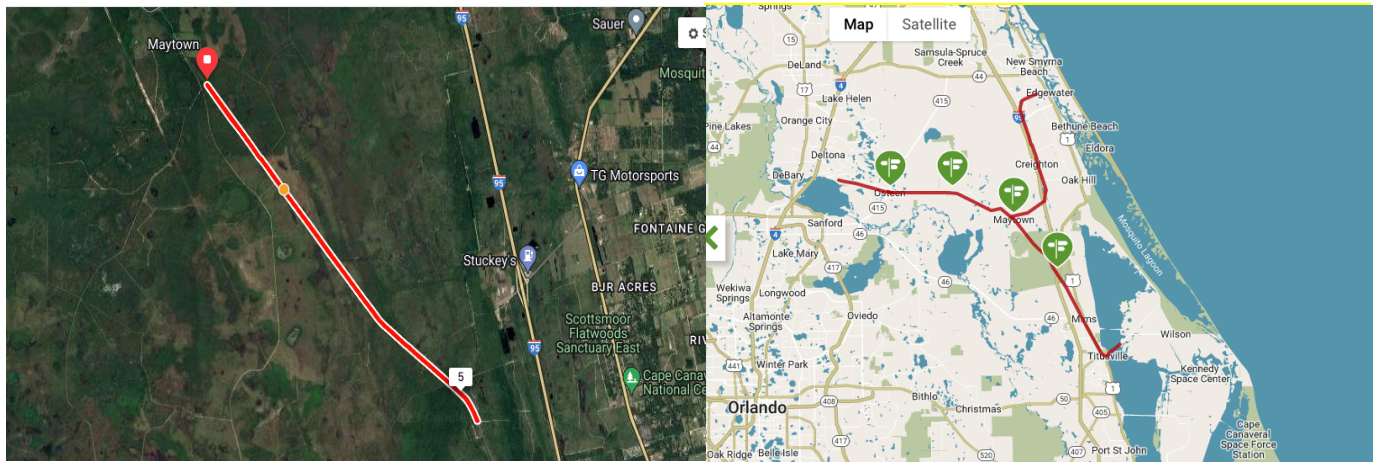 95
Sauer
S
Maytown
Mosquit
95
TG Motorsports
FONTAINE G
Stuckey's
BJR ACRES
Scottsmoor
Flatwoods
Sanctuary East
RIV
95
5
Cape Canav
National Ce
Springs
Map
Satellite
15
DeLand
Samsula-Spruce
Creek
New Smyrna
Beach
44
17
4
Lake Helen
415
Edgewater
95
Orange City
Bethune Beach
1
Eldora
Pine Lakes
44
Deltona
Creighton
DeBary
Oak Hill
Osteen
415
Maytown
Mosquito Lagoon
Sanford
46
4
Lake Mary
417
46
1
Wekiwa
Springs
Longwood
Altamonte
Springs
Oviedo
46
Mims
Wilson
Titusville
441
Winter Park
Kennedy
Space Center
1
Orlando
408
Bithlo
Christmas
50
405
417
Cape
Canaveral
Space Force
Station
Oak Ridge
Belle Isle
520
Port St John